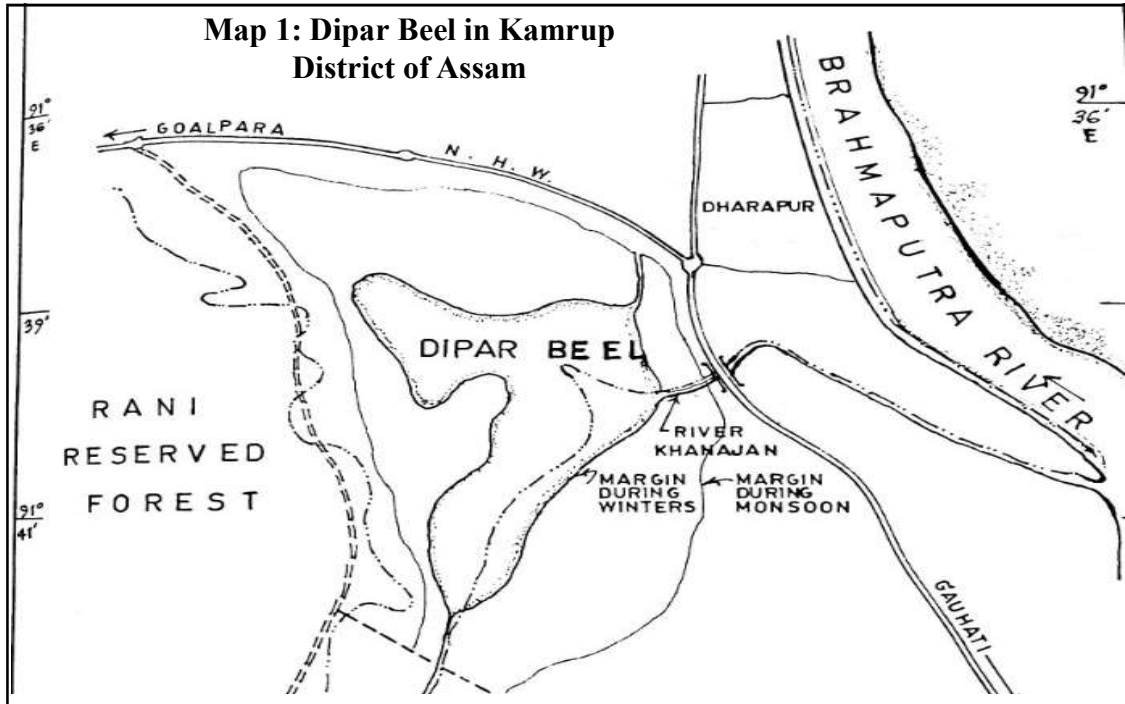 Map 1: Dipar Beel in Kamrup
District of Assam
91°
36'
E
GOALPARA
N. H. W.
91°
36'
E
BRAHMAPUTRA RIVER
DHARAPUR
39'
DIPAR BEEL
RANI
RESERVED
FOREST
RIVER
KHANAJAN
MARGIN
DURING
WINTERS
MARGIN
DURING
MONSOON
91°
41'
GAUHATI